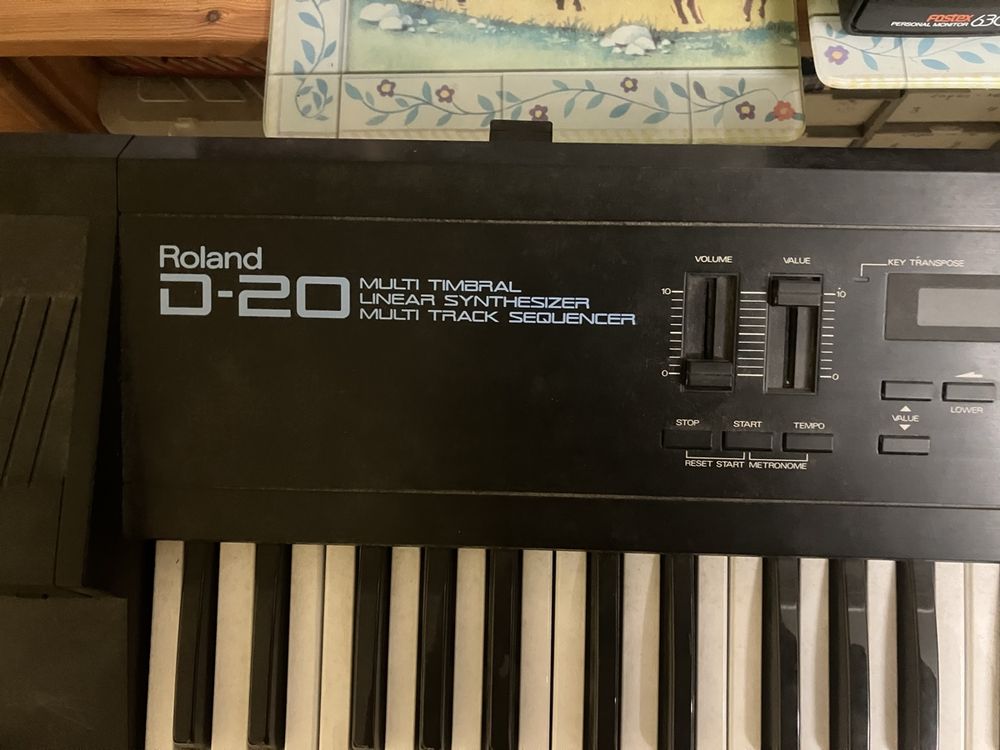 Fostex
PERSONAL MONITOR 630
Roland
D-20
MULTI TIMBRAL
LINEAR SYNTHESIZER
MULTI TRACK SEQUENCER
VOLUME
VALUE
10
10
0
0
KEY TRANSPOSE
VALUE
LOWER
STOP
START
TEMPO
RESET START
METRONOME